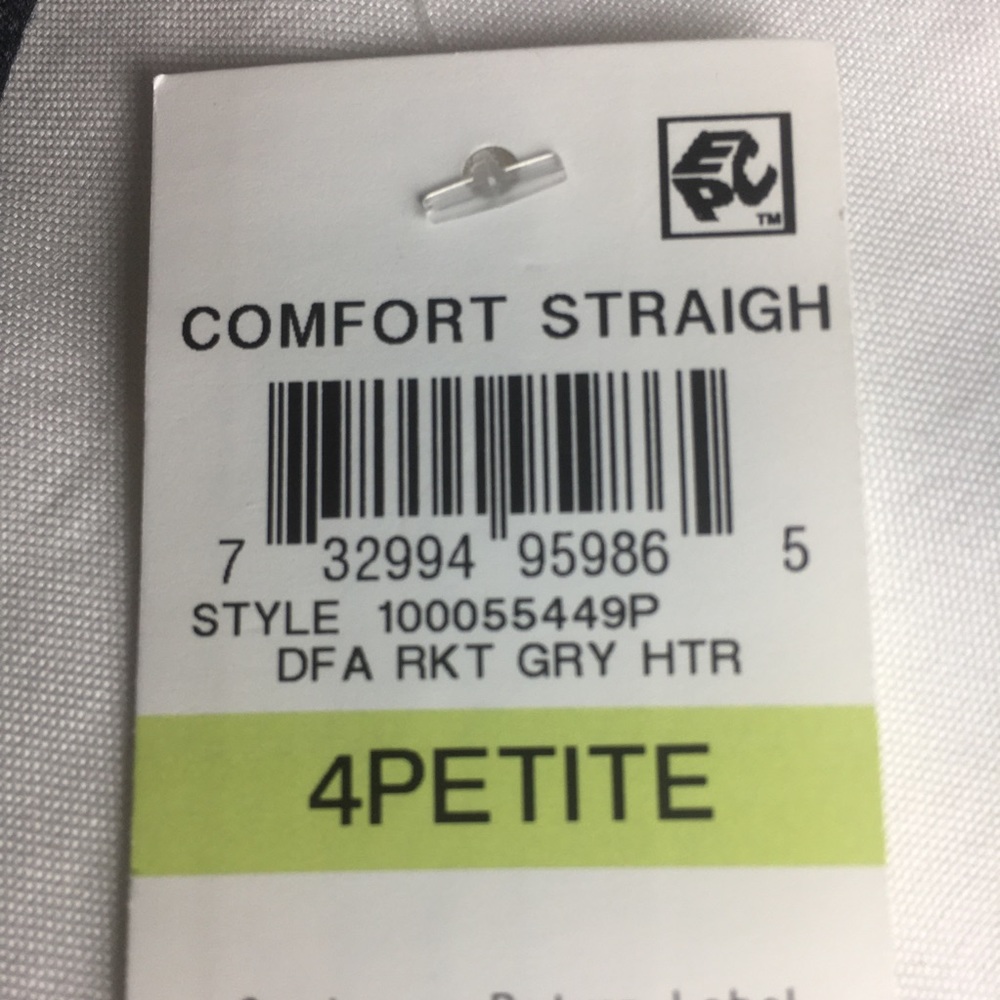 EPC
TM
COMFORT STRAIGH
7 32994 95986 5
STYLE 100055449P
DFA RKT GRY HTR
4PETITE